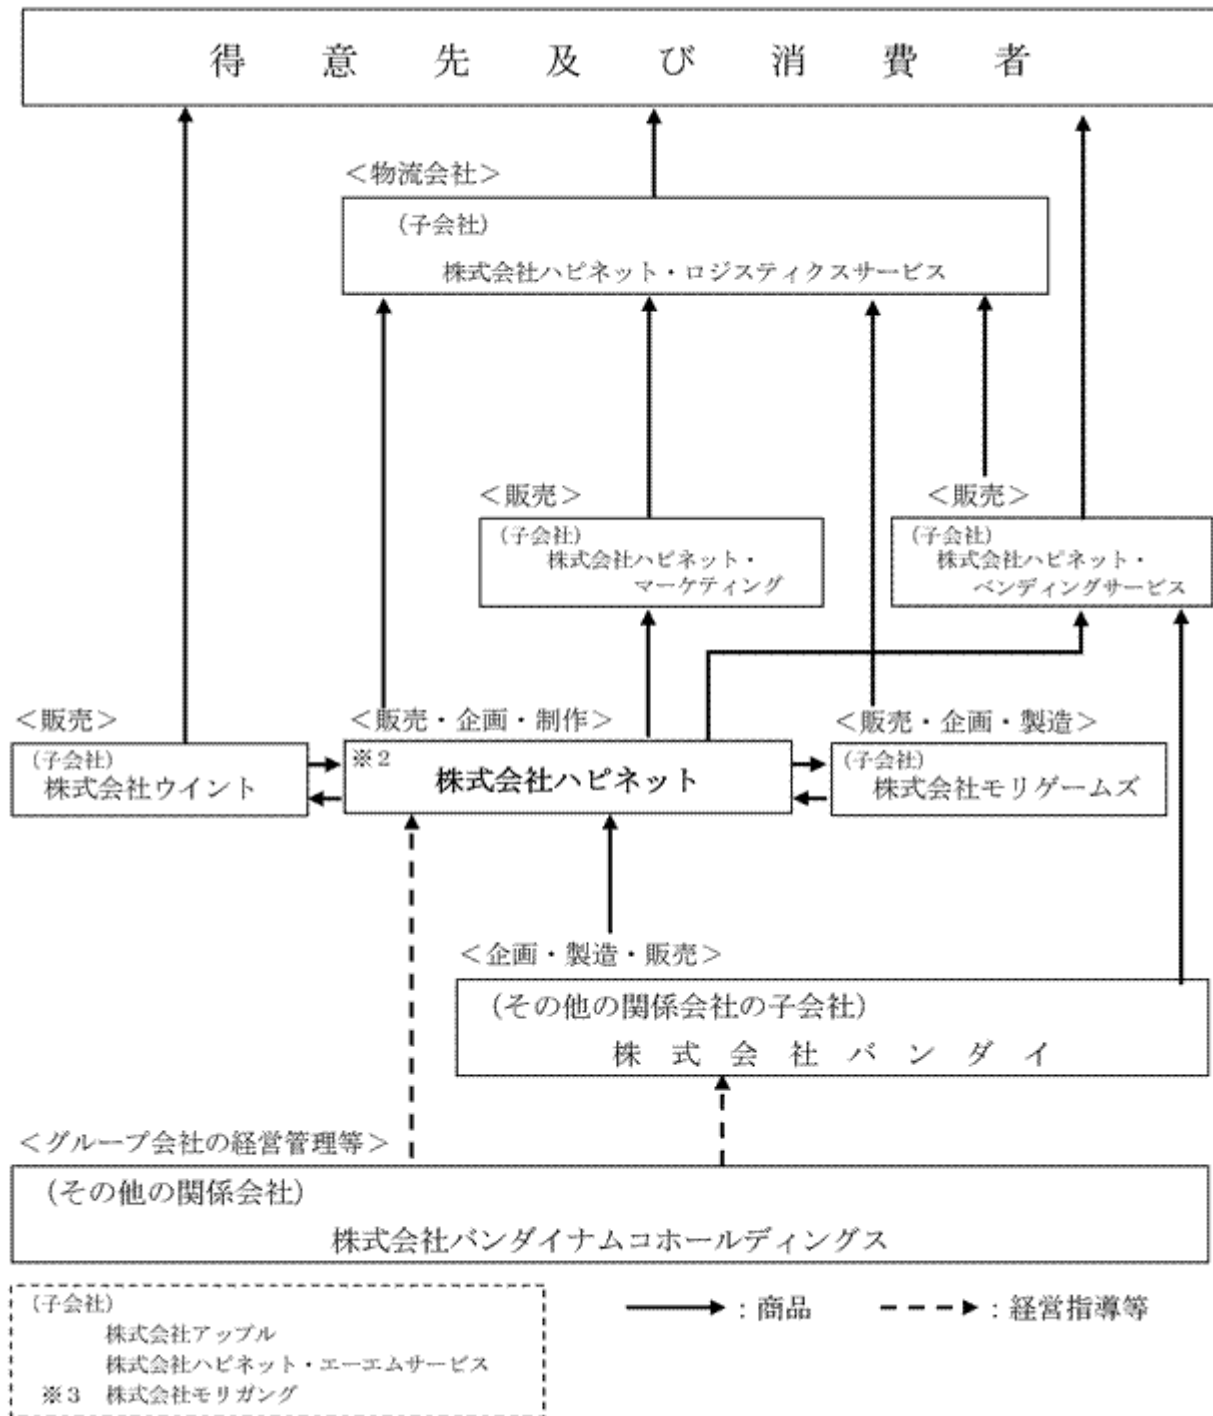 得意先及び消費者
＜物流会社＞
(子会社)
株式会社ハピネット・ロジスティクスサービス
＜販売＞
(子会社)
株式会社ハピネット・
マーケティング
＜販売＞
(子会社)
株式会社ハピネット・
ベンディングサービス
＜販売＞
(子会社)
株式会社ウイント
＜販売・企画・制作＞
※2
株式会社ハピネット
＜販売・企画・製造＞
(子会社)
株式会社モリゲームズ
＜企画・製造・販売＞
(その他の関係会社の子会社)
株式会社バンダイ
＜グループ会社の経営管理等＞
(その他の関係会社)
株式会社バンダイナムコホールディングス
(子会社)
株式会社アップル
株式会社ハピネット・エーエムサービス
※3 株式会社モリガング
：商品
：経営指導等